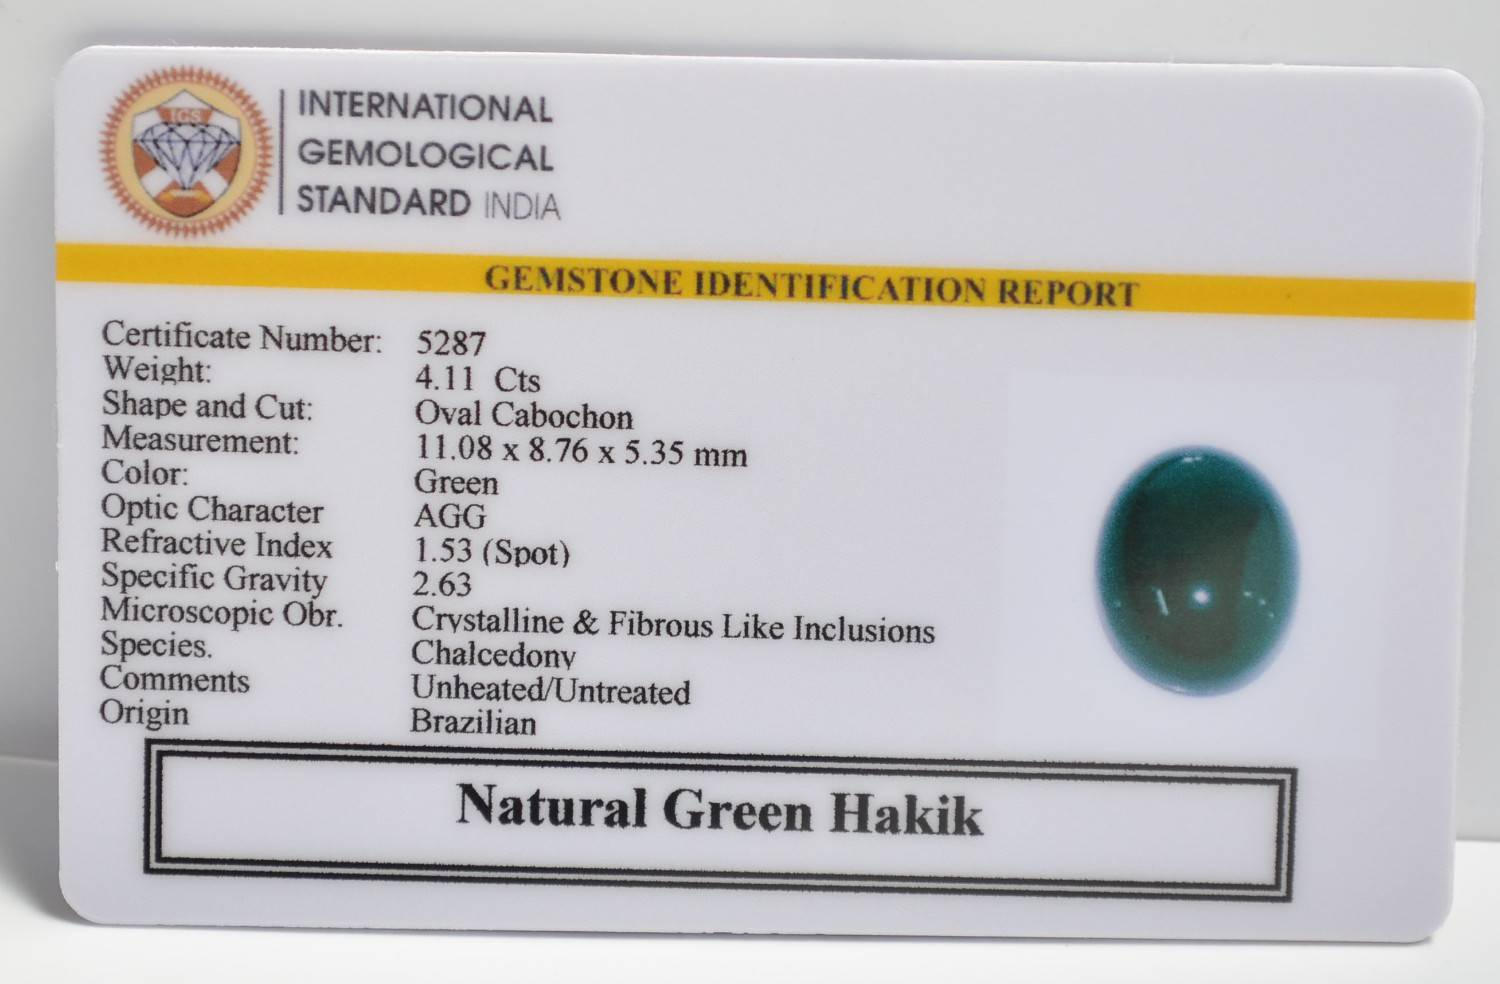 IGS
INTERNATIONAL
GEMOLOGICAL
STANDARD INDIA
GEMSTONE IDENTIFICATION REPORT
Certificate Number: 5287
Weight: 4.11 Cts
Shape and Cut: Oval Cabochon
Measurement: 11.08 x 8.76 x 5.35 mm
Color: Green
Optic Character AGG
Refractive Index 1.53 (Spot)
Specific Gravity 2.63
Microscopic Obr. Crystalline & Fibrous Like Inclusions
Species. Chalcedony
Comments Unheated/Untreated
Origin Brazilian
Natural Green Hakik